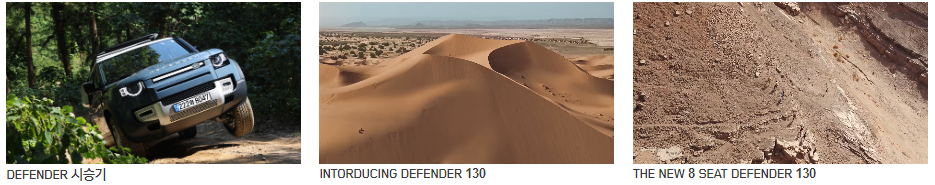 DEFENDER 시승기
INTORDUCING DEFENDER 130
THE NEW 8 SEAT DEFENDER 130